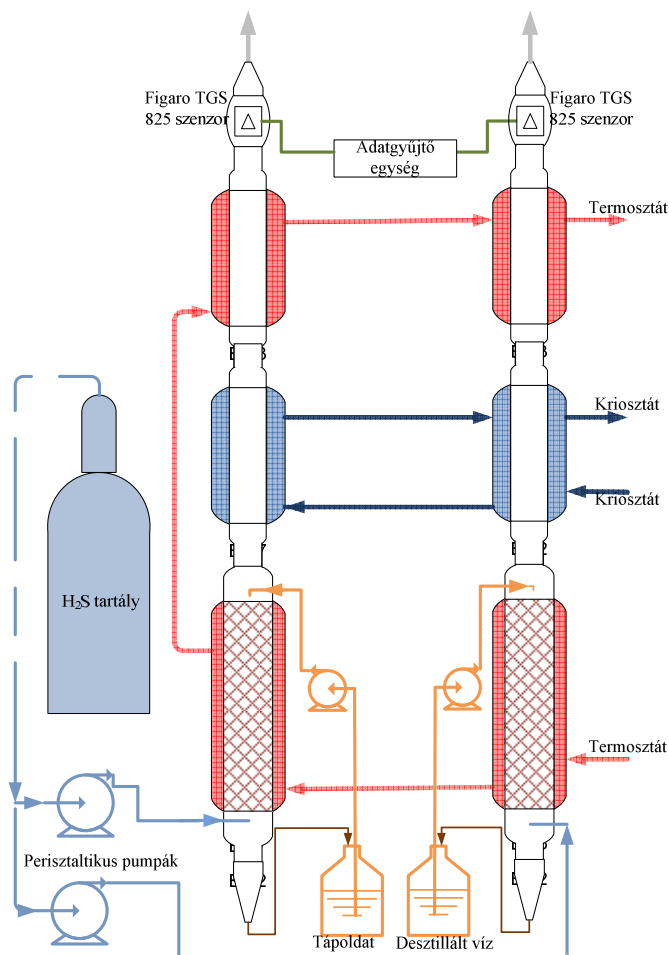 Figaro TGS
825 szenzor
Figaro TGS
825 szenzor
Adatgyűjtő
egység
Termosztát
Kriosztát
Kriosztát
H₂S tartály
Termosztát
Perisztaltikus pumpák
Tápoldat
Desztillált víz